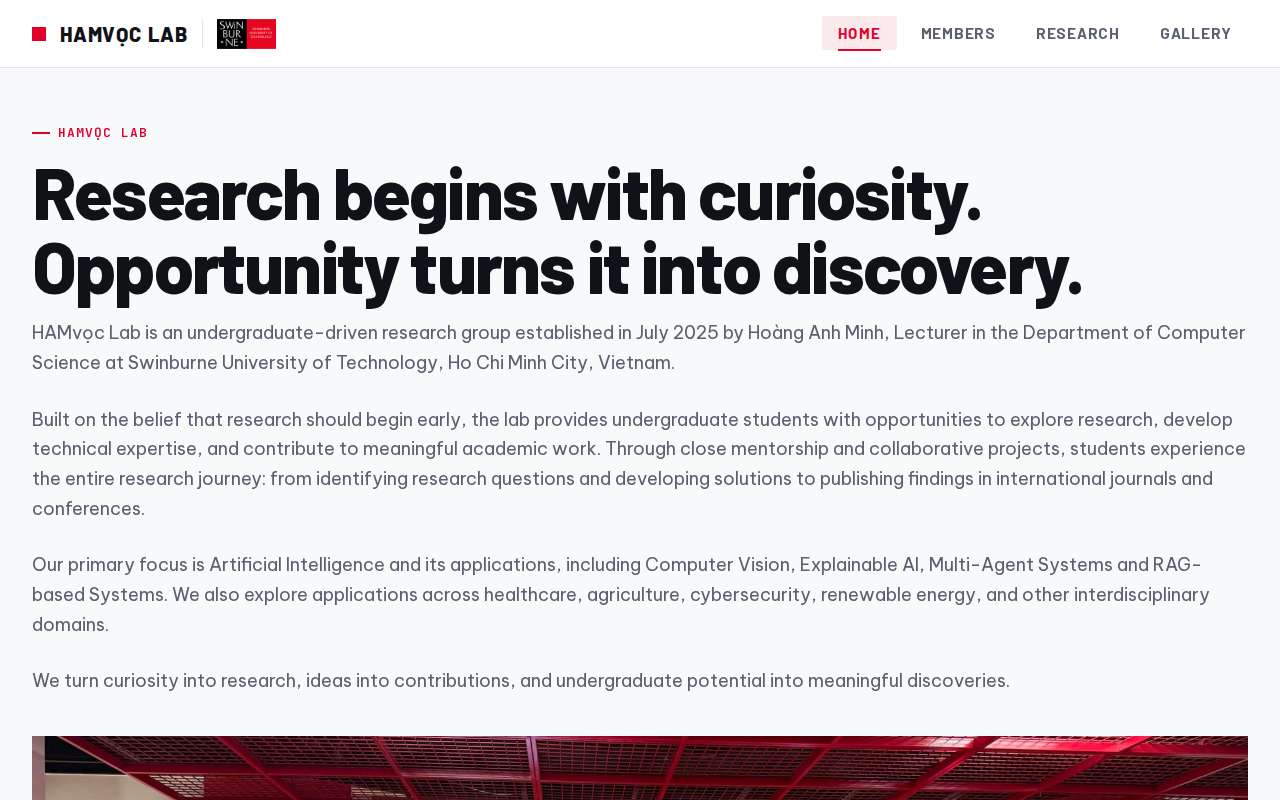 HAMVỌC LAB
SWIN
BUR
NE
HOME
MEMBERS
RESEARCH
GALLERY
HAMVỌC LAB
Research begins with curiosity.
Opportunity turns it into discovery.
HAMvọc Lab is an undergraduate-driven research group established in July 2025 by Hoàng Anh Minh, Lecturer in the Department of Computer
Science at Swinburne University of Technology, Ho Chi Minh City, Vietnam.
Built on the belief that research should begin early, the lab provides undergraduate students with opportunities to explore research, develop
technical expertise, and contribute to meaningful academic work. Through close mentorship and collaborative projects, students experience
the entire research journey: from identifying research questions and developing solutions to publishing findings in international journals and
conferences.
Our primary focus is Artificial Intelligence and its applications, including Computer Vision, Explainable AI, Multi-Agent Systems and RAG-
based Systems. We also explore applications across healthcare, agriculture, cybersecurity, renewable energy, and other interdisciplinary
domains.
We turn curiosity into research, ideas into contributions, and undergraduate potential into meaningful discoveries.